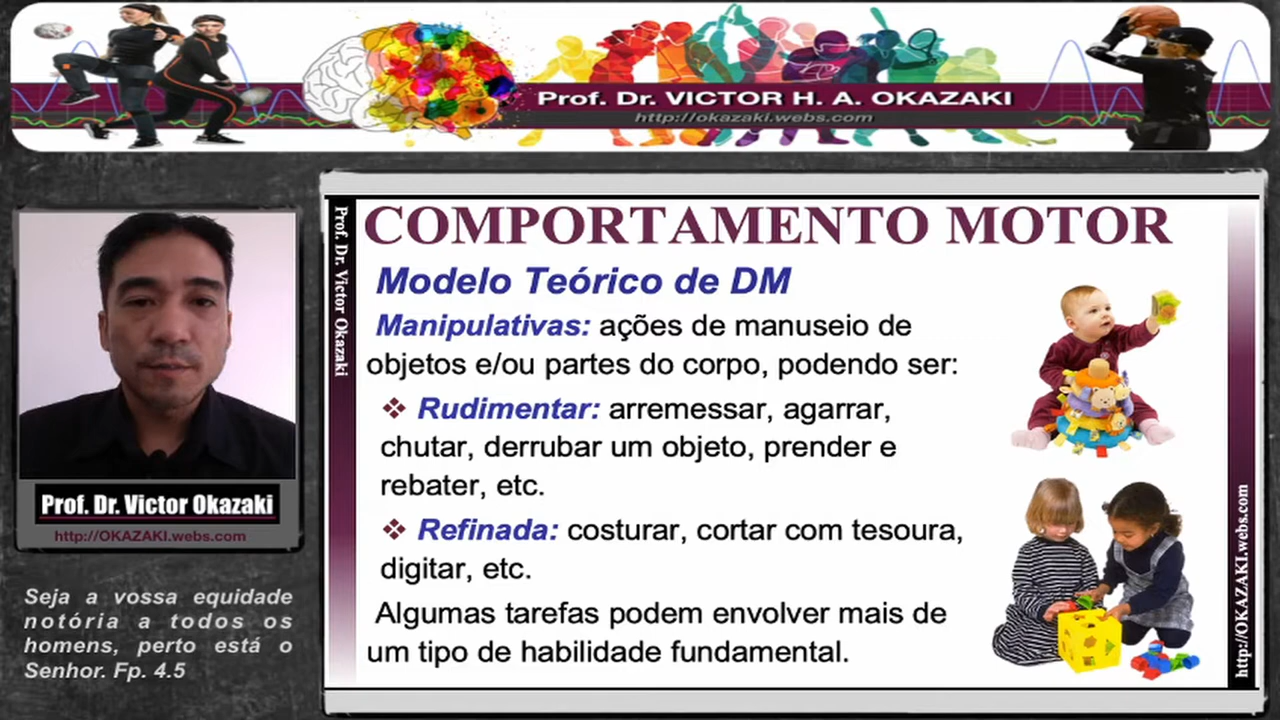 Prof. Dr. VICTOR H. A. OKAZAKI
http://okazaki.webs.com
Prof. Dr. Victor Okazaki
http://OKAZAKI.webs.com
Seja a vossa equidade
notória a todos os
homens, perto está o
Senhor. Fp. 4.5
Prof. Dr. Victor Okazaki
COMPORTAMENTO MOTOR
Modelo Teórico de DM
Manipulativas: ações de manuseio de
objetos e/ou partes do corpo, podendo ser:
❖ Rudimentar: arremessar, agarrar,
chutar, derrubar um objeto, prender e
rebater, etc.
❖ Refinada: costurar, cortar com tesoura,
digitar, etc.
Algumas tarefas podem envolver mais de
um tipo de habilidade fundamental.
http://OKAZAKI.webs.com